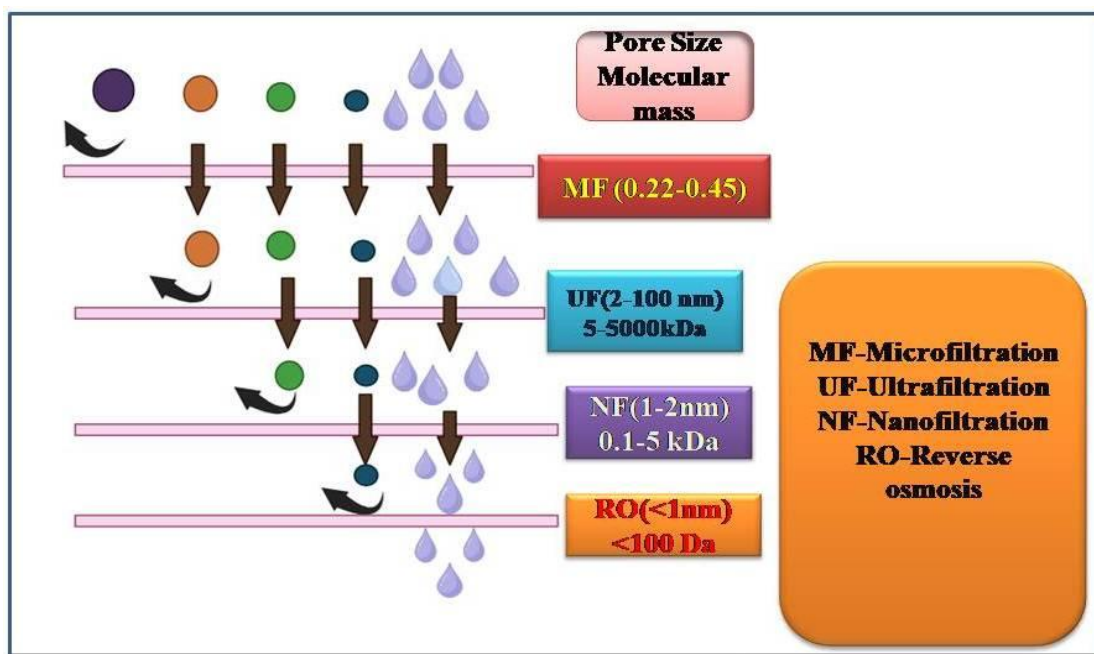 Pore Size
Molecular
mass
MF (0.22-0.45)
UF(2-100 nm)
5-5000kDa
NF(1-2nm)
0.1-5 kDa
RO(<1nm)
<100 Da
MF-Microfiltration
UF-Ultrafiltration
NF-Nanofiltration
RO-Reverse
osmosis